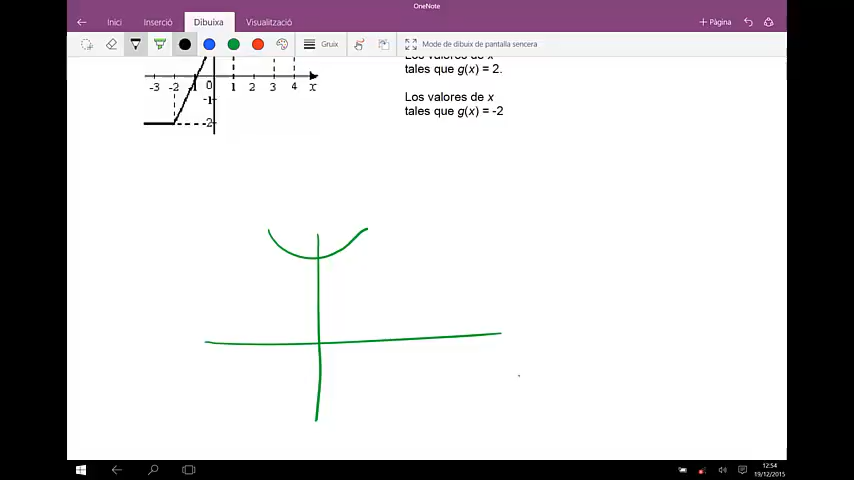 OneNote
Inici Inserció Dibuixa Visualització Pàgina
Gruix Mode de dibuix de pantalla sencera
Los valores de x
tales que g(x) = 2.
Los valores de x
tales que g(x) = -2
-3 -2 -1 0 1 2 3 4 x
-1
-2
12:54
19/12/2015